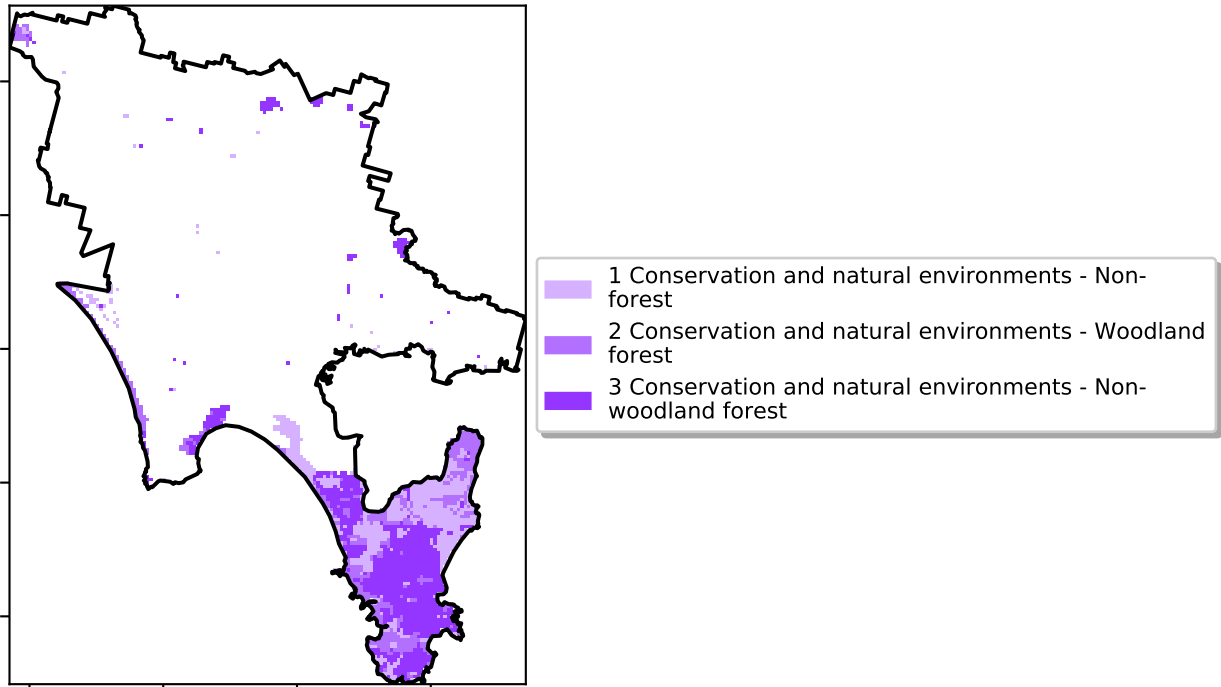 1 Conservation and natural environments - Non-
forest
2 Conservation and natural environments - Woodland
forest
3 Conservation and natural environments - Non-
woodland forest